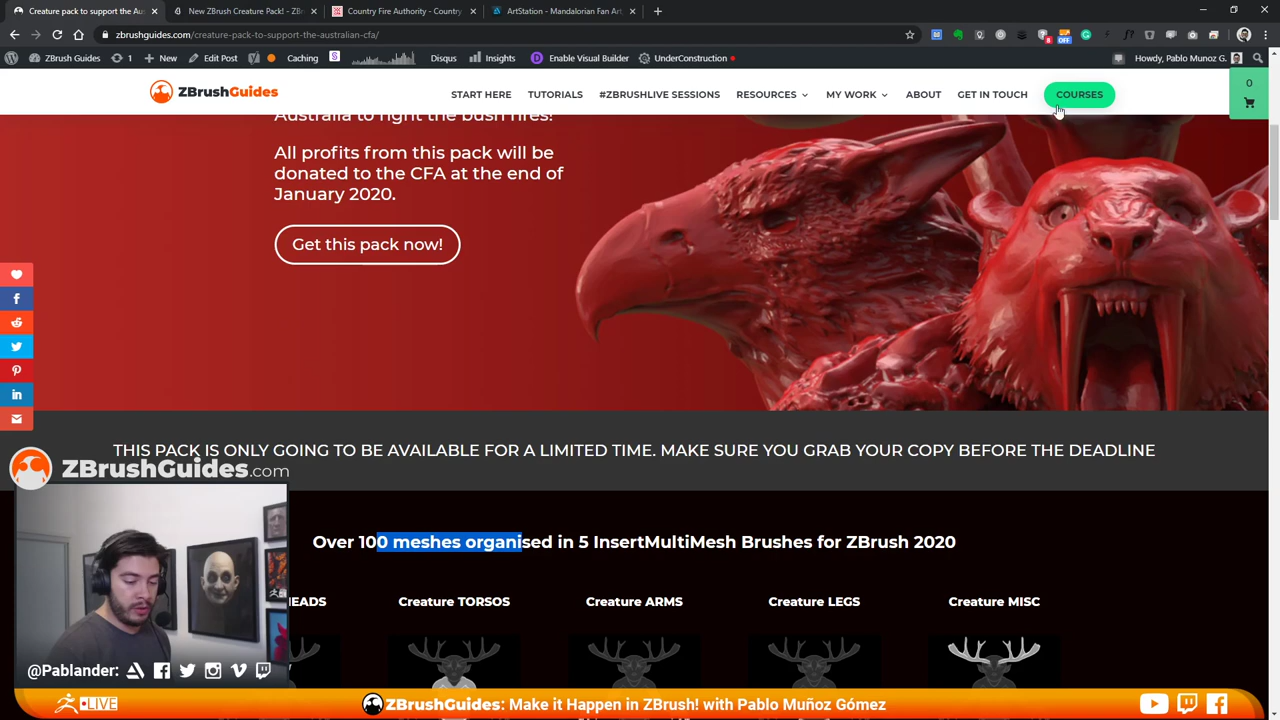 Creature pack to support the Aus
New ZBrush Creature Pack! - ZB
Country Fire Authority - Country
ArtStation - Mandalorian Fan Art,
zbrushguides.com/creature-pack-to-support-the-australian-cfa/
ZBrush Guides
1
New
Edit Post
Caching
Disqus
Insights
Enable Visual Builder
UnderConstruction
Howdy, Pablo Munoz G.
ZBrushGuides
START HERE
TUTORIALS
#ZBRUSHLIVE SESSIONS
RESOURCES
MY WORK
ABOUT
GET IN TOUCH
COURSES
0
Australia to fight the bush fires!
All profits from this pack will be
donated to the CFA at the end of
January 2020.
Get this pack now!
THIS PACK IS ONLY GOING TO BE AVAILABLE FOR A LIMITED TIME. MAKE SURE YOU GRAB YOUR COPY BEFORE THE DEADLINE
ZBrushGuides.com
Over 100 meshes organised in 5 InsertMultiMesh Brushes for ZBrush 2020
EADS
Creature TORSOS
Creature ARMS
Creature LEGS
Creature MISC
@Pablander:
LIVE
ZBrushGuides: Make it Happen in ZBrush! with Pablo Muñoz Gómez